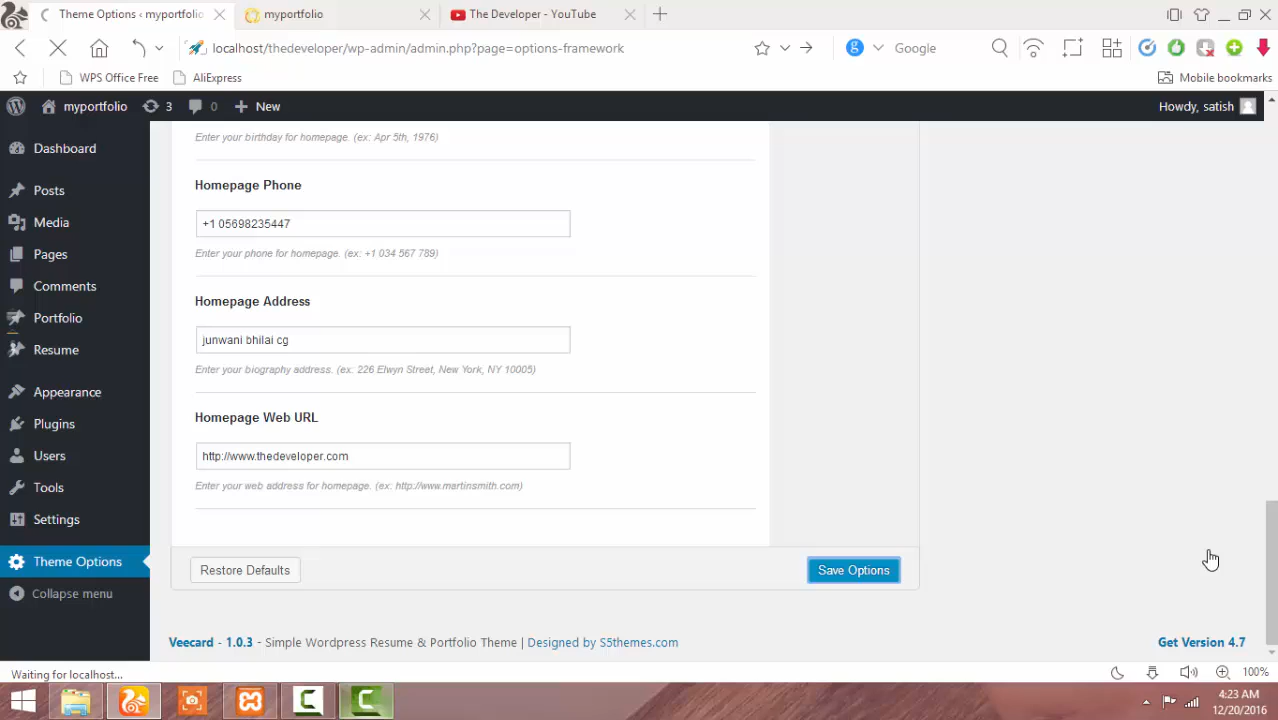 Theme Options ‹ myportfolio
myportfolio
The Developer - YouTube
localhost/thedeveloper/wp-admin/admin.php?page=options-framework
Google
WPS Office Free
AliExpress
Mobile bookmarks
myportfolio
3
0
New
Howdy, satish
Dashboard
Posts
Media
Pages
Comments
Portfolio
Resume
Appearance
Plugins
Users
Tools
Settings
Theme Options
Collapse menu
Enter your birthday for homepage. (ex: Apr 5th, 1976)
Homepage Phone
+1 05698235447
Enter your phone for homepage. (ex: +1 034 567 789)
Homepage Address
junwani bhilai cg
Enter your biography address. (ex: 226 Elwyn Street, New York, NY 10005)
Homepage Web URL
http://www.thedeveloper.com
Enter your web address for homepage. (ex: http://www.martinsmith.com)
Restore Defaults
Save Options
Veecard - 1.0.3 - Simple Wordpress Resume & Portfolio Theme | Designed by S5themes.com
Get Version 4.7
Waiting for localhost...
100%
4:23 AM
12/20/2016